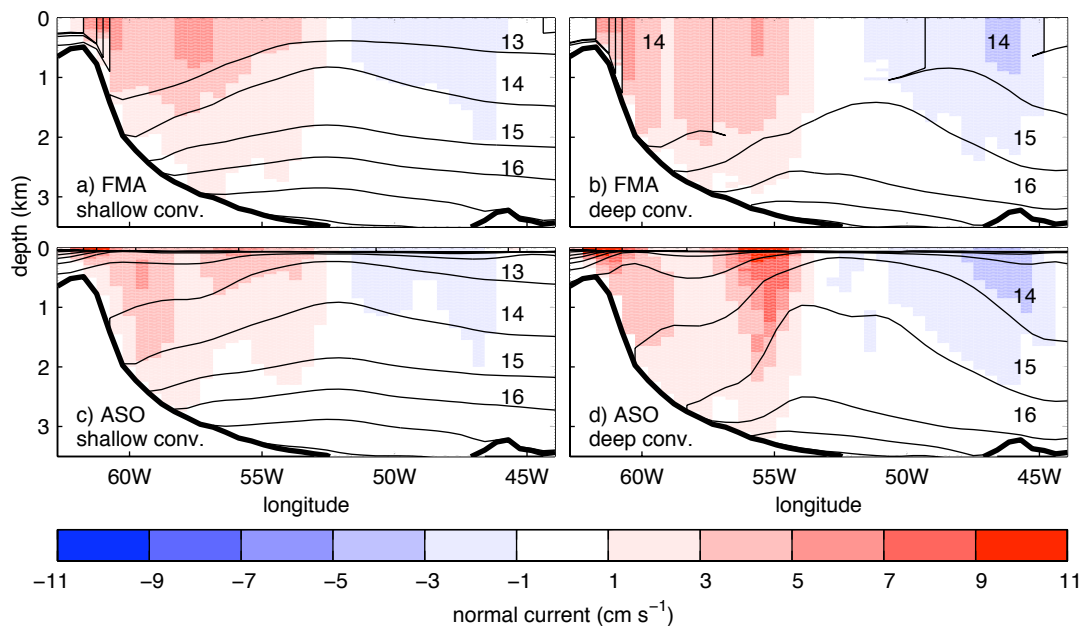 0
1
2
3
depth (km)
13
14
15
16
a) FMA
shallow conv.
14
14
15
16
b) FMA
deep conv.
0
1
2
3
13
14
15
16
c) ASO
shallow conv.
60W
55W
50W
45W
longitude
14
15
16
d) ASO
deep conv.
60W
55W
50W
45W
longitude
−11
−9
−7
−5
−3
−1
1
3
5
7
9
11
normal current (cm s⁻¹)